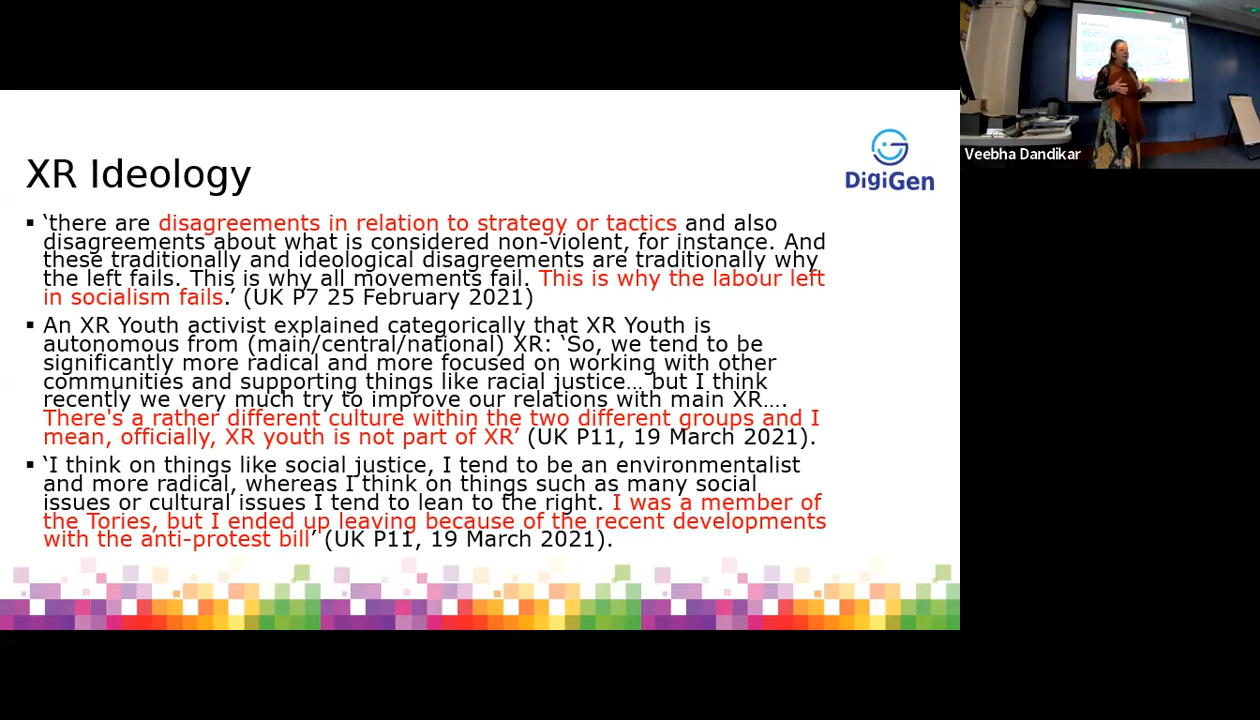 XR Ideology
DigiGen
▪ ‘there are disagreements in relation to strategy or tactics and also
disagreements about what is considered non-violent, for instance. And
these traditionally and ideological disagreements are traditionally why
the left fails. This is why all movements fail. This is why the labour left
in socialism fails.’ (UK P7 25 February 2021)
▪ An XR Youth activist explained categorically that XR Youth is
autonomous from (main/central/national) XR: ‘So, we tend to be
significantly more radical and more focused on working with other
communities and supporting things like racial justice… but I think
recently we very much try to improve our relations with main XR….
There's a rather different culture within the two different groups and I
mean, officially, XR youth is not part of XR’ (UK P11, 19 March 2021).
▪ ‘I think on things like social justice, I tend to be an environmentalist
and more radical, whereas I think on things such as many social
issues or cultural issues I tend to lean to the right. I was a member of
the Tories, but I ended up leaving because of the recent developments
with the anti-protest bill’ (UK P11, 19 March 2021).
Veebha Dandikar